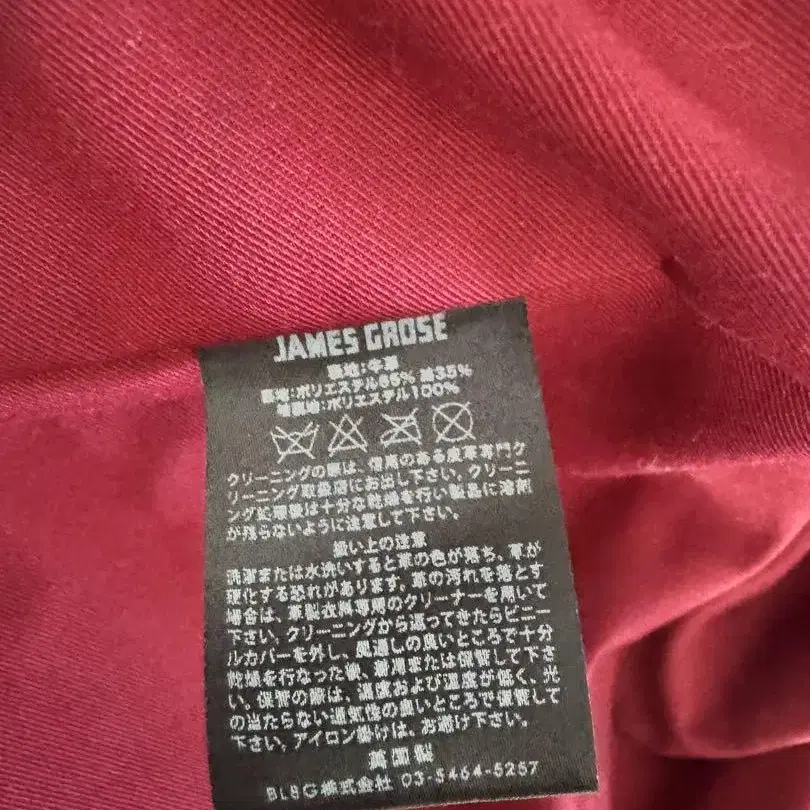 JAMES GROSE
表地:牛革
裏地:ポリエステル65% 綿35%
袖裏地:ポリエステル100%
クリーニングの際は、信用のある皮革専門ク
リーニング取扱店にお出し下さい。クリーニ
ング処理後は十分な乾燥を行い製品に溶剤
が残らないように注意して下さい。
扱い上の注意
洗濯または水洗いすると革の色が落ち、革が
硬化する恐れがあります。革の汚れを落とす
場合は、革製衣料専用のクリーナーを用いて
下さい。クリーニングから返ってきたらビニー
ルカバーを外し、風通しの良いところで十分
乾燥を行なった後、着用または保管して下さ
い。保管の際は、温度および湿度が低く、光
の当たらない通気性の良いところで保管して
下さい。アイロン掛けは、お避け下さい。
英国製
BLBG株式会社 03-5464-5257